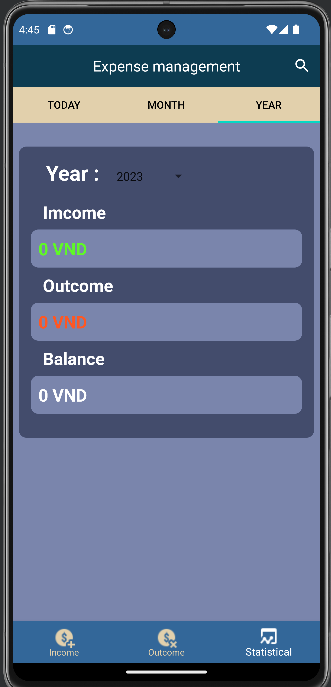 4:45
Expense management
TODAY MONTH YEAR
Year : 2023
Imcome
0 VND
Outcome
0 VND
Balance
0 VND
Income Outcome Statistical